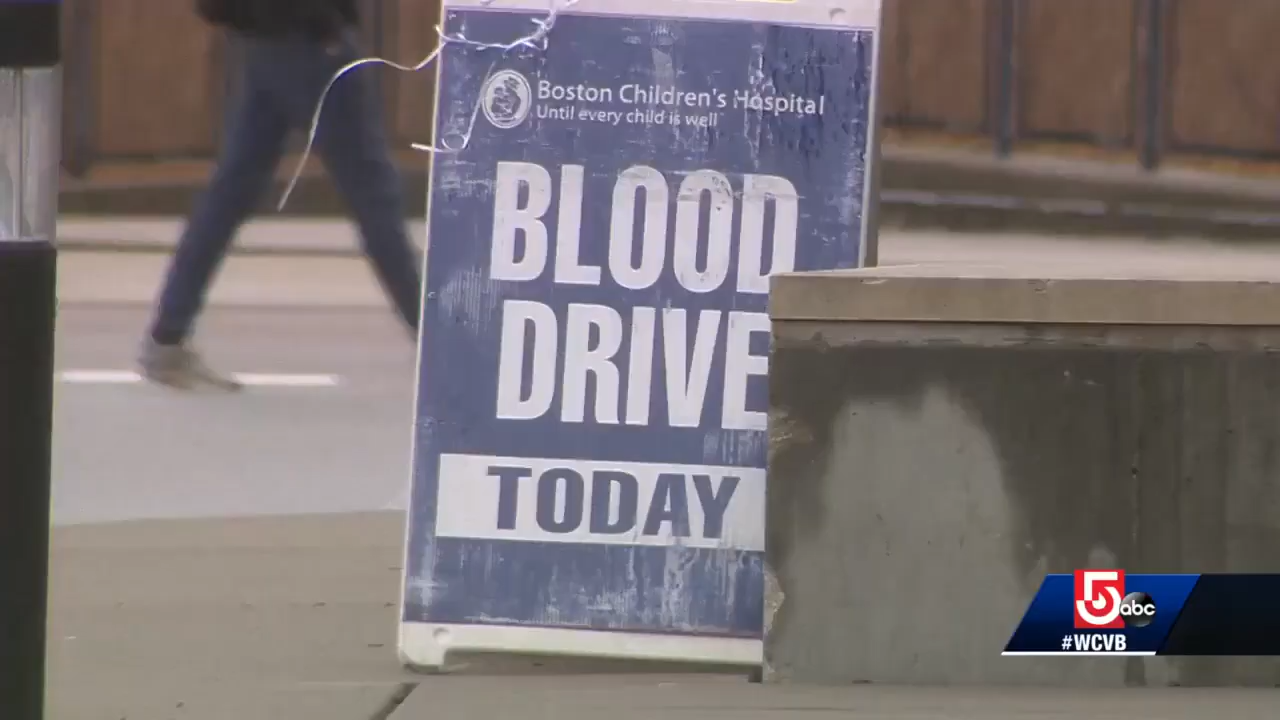 Boston Children's Hospital
Until every child is well
BLOOD
DRIVE
TODAY
5 abc
#WCVB